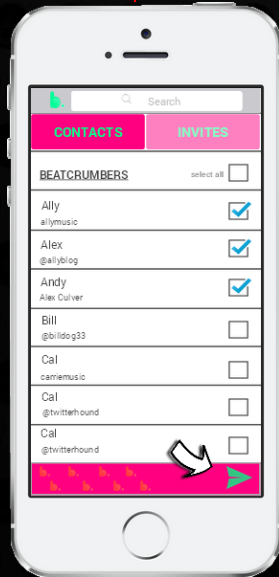 b.
Search
CONTACTS INVITES
BEATCRUMBERS select all
Ally
allymusic
Alex
@allyblog
Andy
Alex Culver
Bill
@billdog33
Cal
carriemusic
Cal
@twitterhound
Cal
@twitterhound
b. b. b. b.
b. b. b. b.